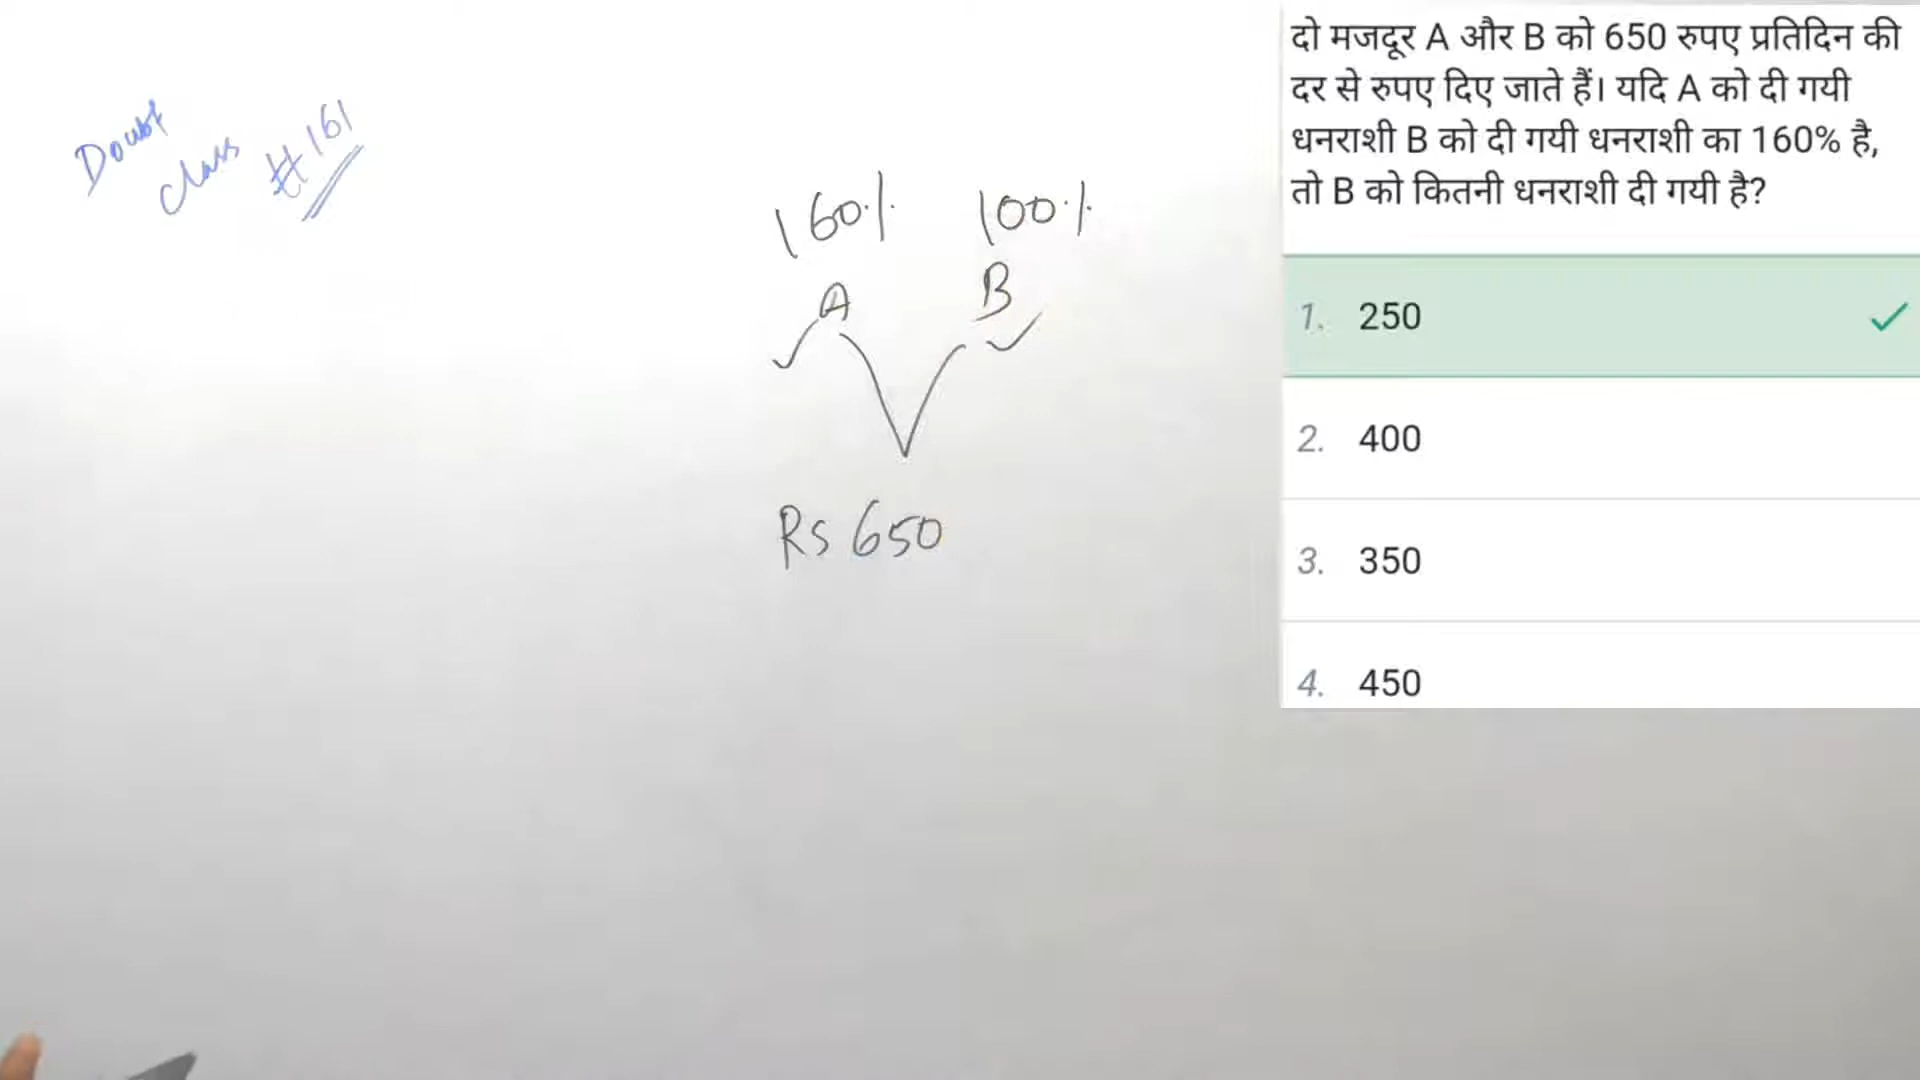 Doubt
class #161
160% 100%
A B
Rs 650
दो मजदूर A और B को 650 रुपए प्रतिदिन की
दर से रुपए दिए जाते हैं। यदि A को दी गयी
धनराशी B को दी गयी धनराशी का 160% है,
तो B को कितनी धनराशी दी गयी है?
1. 250
2. 400
3. 350
4. 450